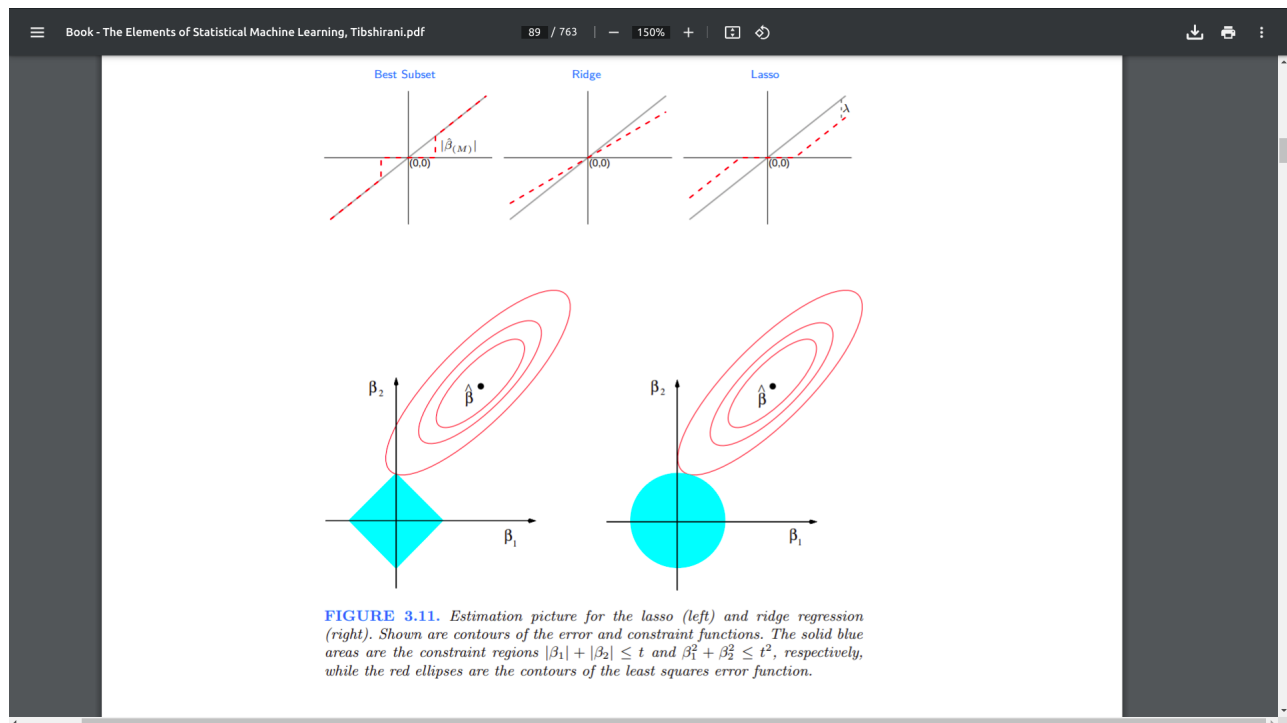 Book - The Elements of Statistical Machine Learning, Tibshirani.pdf
89 / 763 | − 150% + |
Best Subset Ridge Lasso
λ
|β̂(M)|
(0,0) (0,0) (0,0)
β2 β̂ β2 β̂
β1 β1
FIGURE 3.11. Estimation picture for the lasso (left) and ridge regression
(right). Shown are contours of the error and constraint functions. The solid blue
areas are the constraint regions |β1| + |β2| ≤ t and β1² + β2² ≤ t², respectively,
while the red ellipses are the contours of the least squares error function.